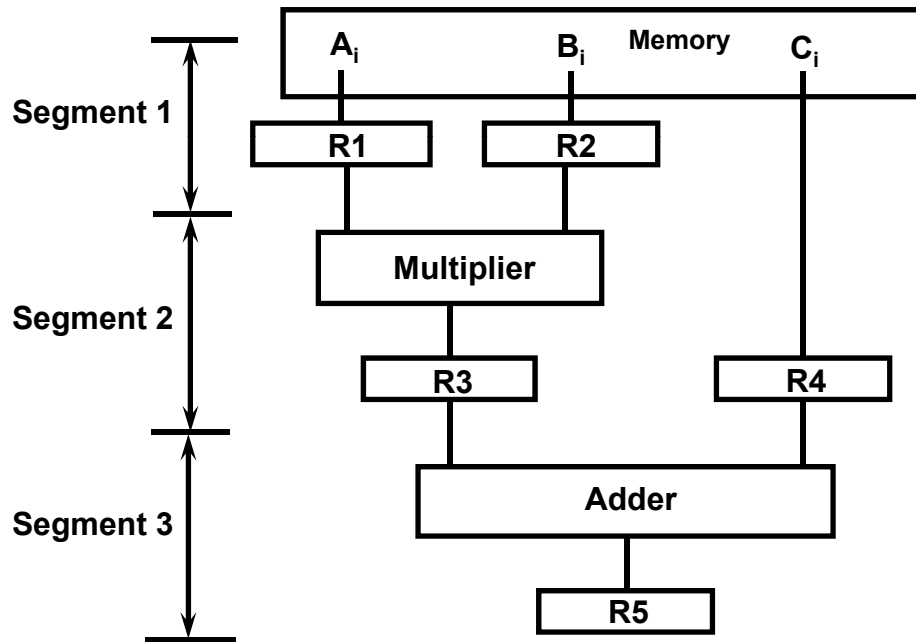 A_i B_i Memory C_i
Segment 1
R1 R2
Multiplier
Segment 2
R3 R4
Adder
Segment 3
R5